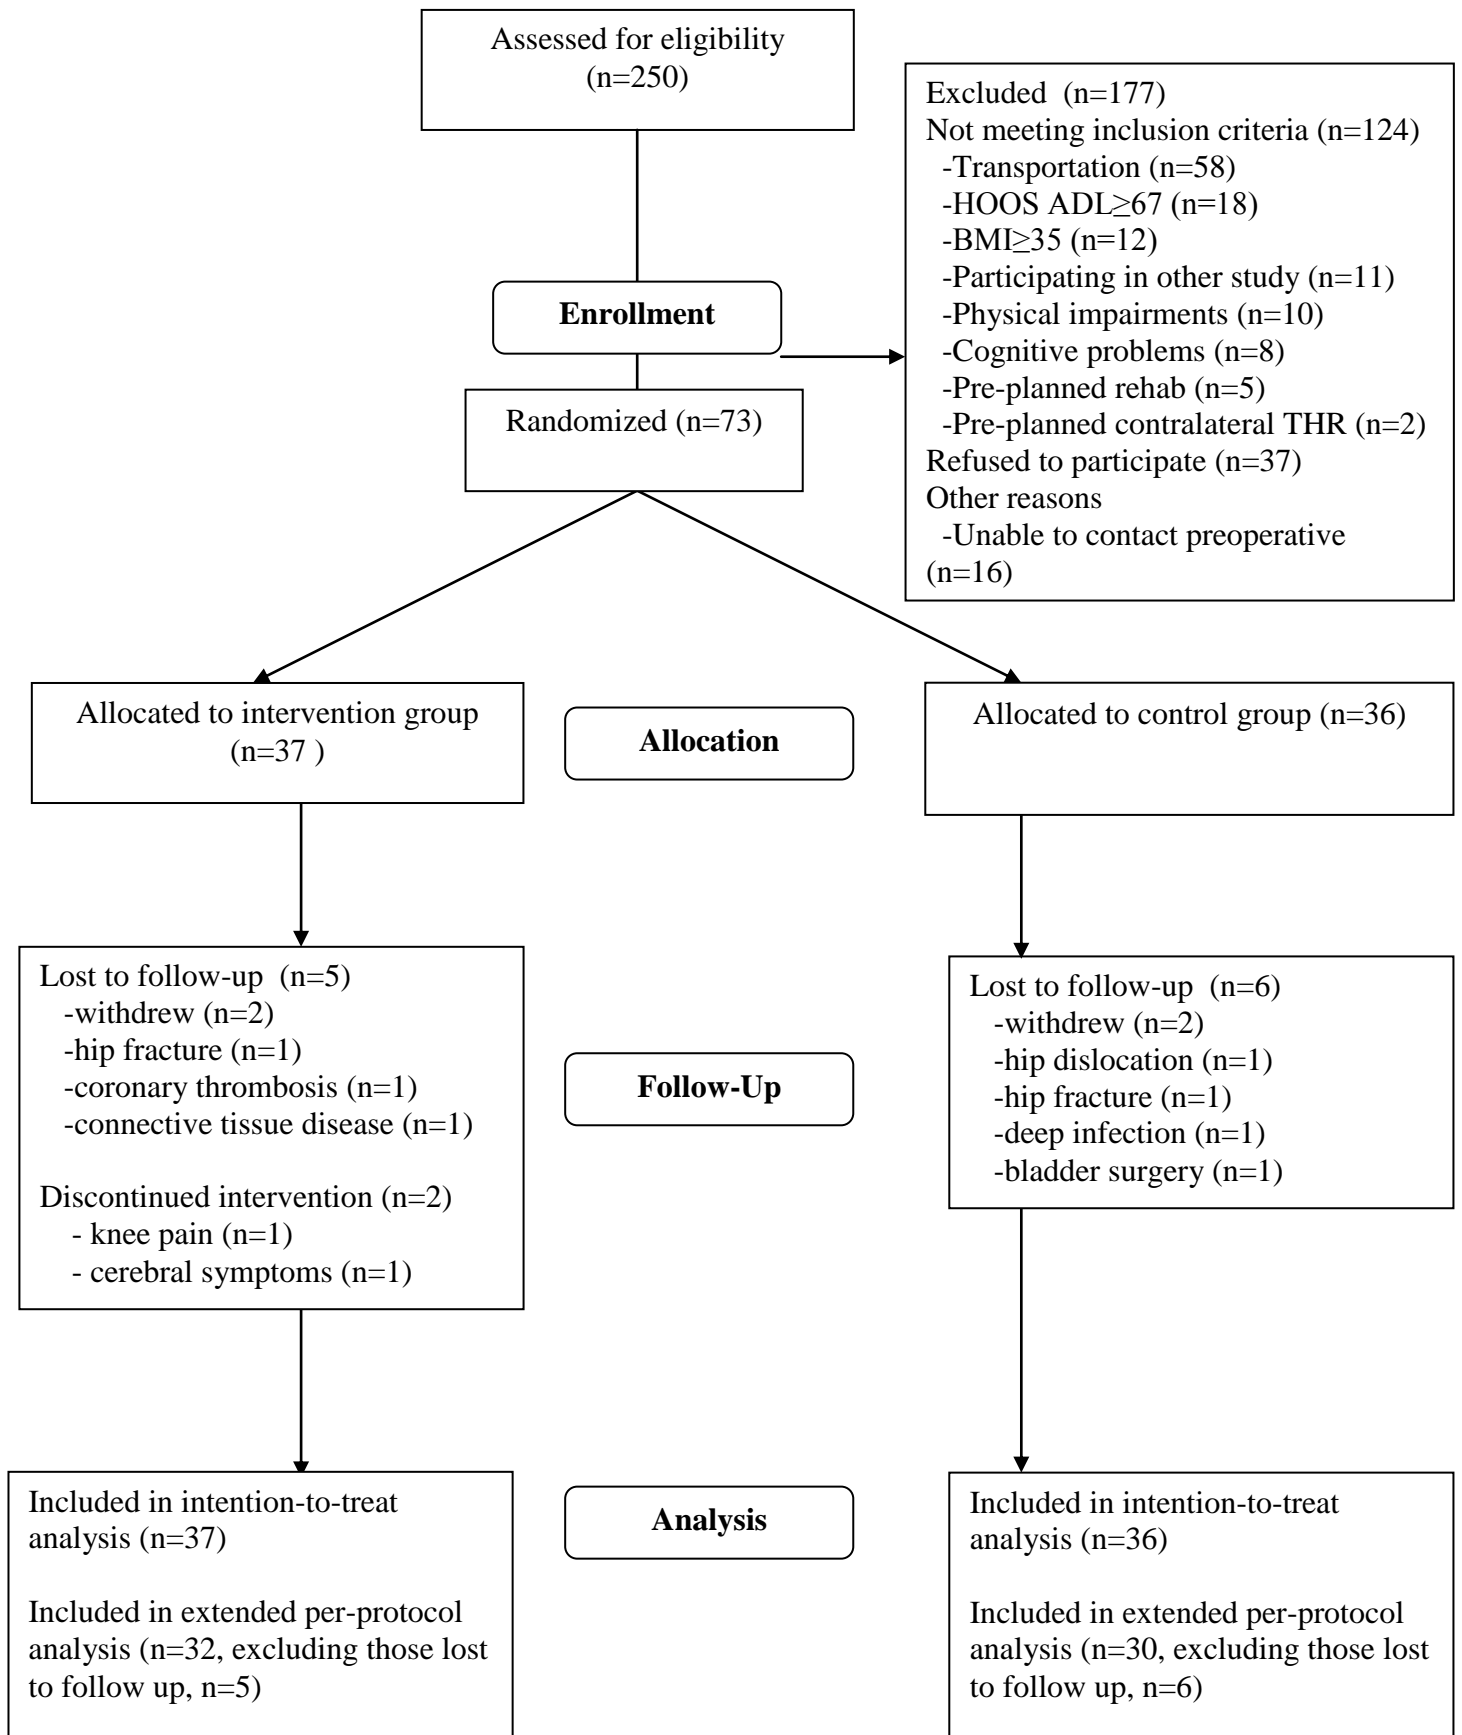 Assessed for eligibility
(n=250)
Excluded  (n=177)
Not meeting inclusion criteria (n=124)
-Transportation (n=58)
-HOOS ADL≥67 (n=18)
-BMI≥35 (n=12)
-Participating in other study (n=11)
-Physical impairments (n=10)
-Cognitive problems (n=8)
-Pre-planned rehab (n=5)
-Pre-planned contralateral THR (n=2)
Refused to participate (n=37)
Other reasons
-Unable to contact preoperative
(n=16)
Enrollment
Randomized (n=73)
Allocated to intervention group
(n=37 )
Allocation
Allocated to control group (n=36)
Lost to follow-up  (n=5)
-withdrew (n=2)
-hip fracture (n=1)
-coronary thrombosis (n=1)
-connective tissue disease (n=1)
Discontinued intervention (n=2)
- knee pain (n=1)
- cerebral symptoms (n=1)
Follow-Up
Lost to follow-up  (n=6)
-withdrew (n=2)
-hip dislocation (n=1)
-hip fracture (n=1)
-deep infection (n=1)
-bladder surgery (n=1)
Included in intention-to-treat
analysis (n=37)
Included in extended per-protocol
analysis (n=32, excluding those lost
to follow up, n=5)
Analysis
Included in intention-to-treat
analysis (n=36)
Included in extended per-protocol
analysis (n=30, excluding those lost
to follow up, n=6)